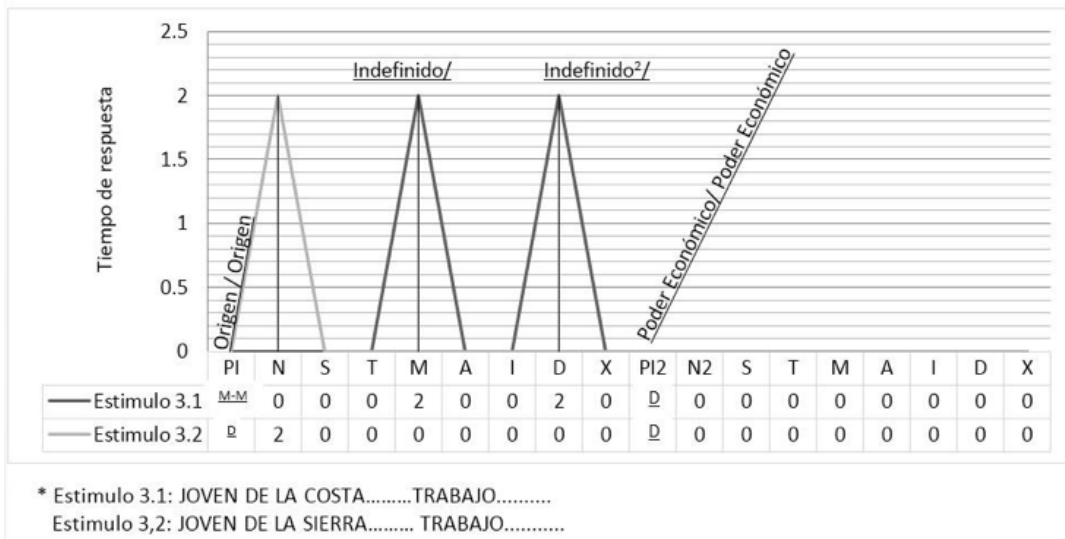 2.5
Indefinido/ Indefinido²/
2
1.5
1
0.5
0
Tiempo de respuesta
Origen / Origen
Poder Económico/ Poder Económico
PI N S T M A I D X PI2 N2 S T M A I D X
Estimulo 3.1 M-M 0 0 0 2 0 0 2 0 D 0 0 0 0 0 0 0 0
Estimulo 3.2 D 2 0 0 0 0 0 0 0 D 0 0 0 0 0 0 0 0
* Estimulo 3.1: JOVEN DE LA COSTA.........TRABAJO..........
Estimulo 3,2: JOVEN DE LA SIERRA......... TRABAJO...........